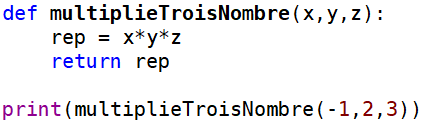 def multiplieTroisNombre(x,y,z):
    rep = x*y*z
    return rep

print(multiplieTroisNombre(-1,2,3))